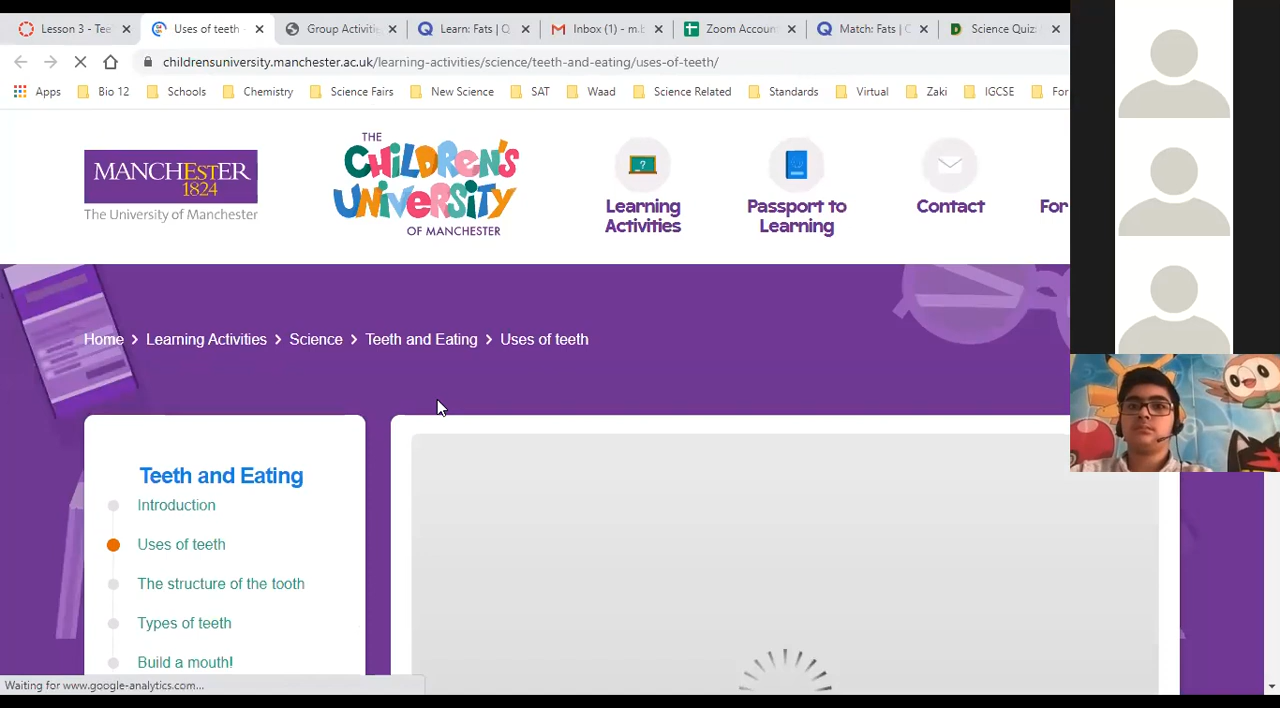 Lesson 3 - Tee
Uses of teeth -
Group Activitie
Learn: Fats | Q
Inbox (1) - m.b
Zoom Accoun
Match: Fats | Q
Science Quiz:
childrensuniversity.manchester.ac.uk/learning-activities/science/teeth-and-eating/uses-of-teeth/
Apps Bio 12 Schools Chemistry Science Fairs New Science SAT Waad Science Related Standards Virtual Zaki IGCSE For
MANCHESTER
1824
The University of Manchester
THE
CHILDREN'S
UNIVERSITY
OF MANCHESTER
Learning
Activities
Passport to
Learning
Contact
For
Home > Learning Activities > Science > Teeth and Eating > Uses of teeth
Teeth and Eating
Introduction
Uses of teeth
The structure of the tooth
Types of teeth
Build a mouth!
Waiting for www.google-analytics.com...